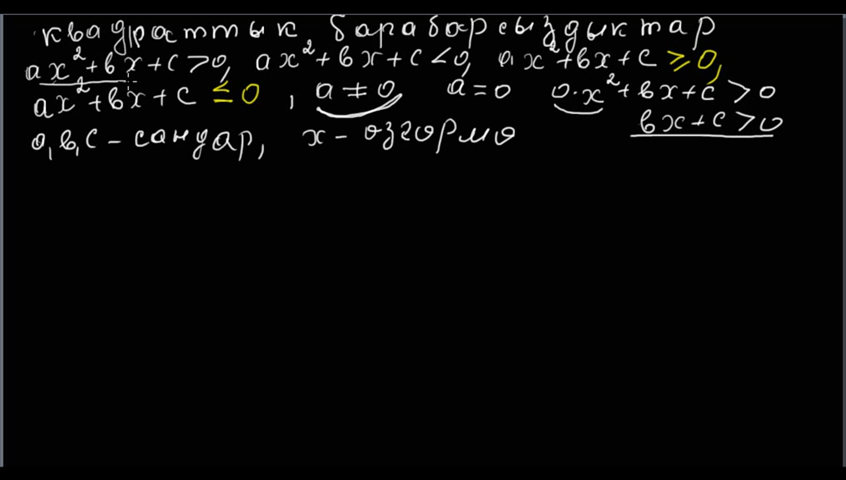 квадраттык барабарсыздыктар
ax²+bx+c>0, ax²+bx+c<0, ax²+bx+c≥0,
ax²+bx+c≤0, a≠0 a=0 0·x²+bx+c>0
bx+c>0
a,b,c – сандар, x – озгормо